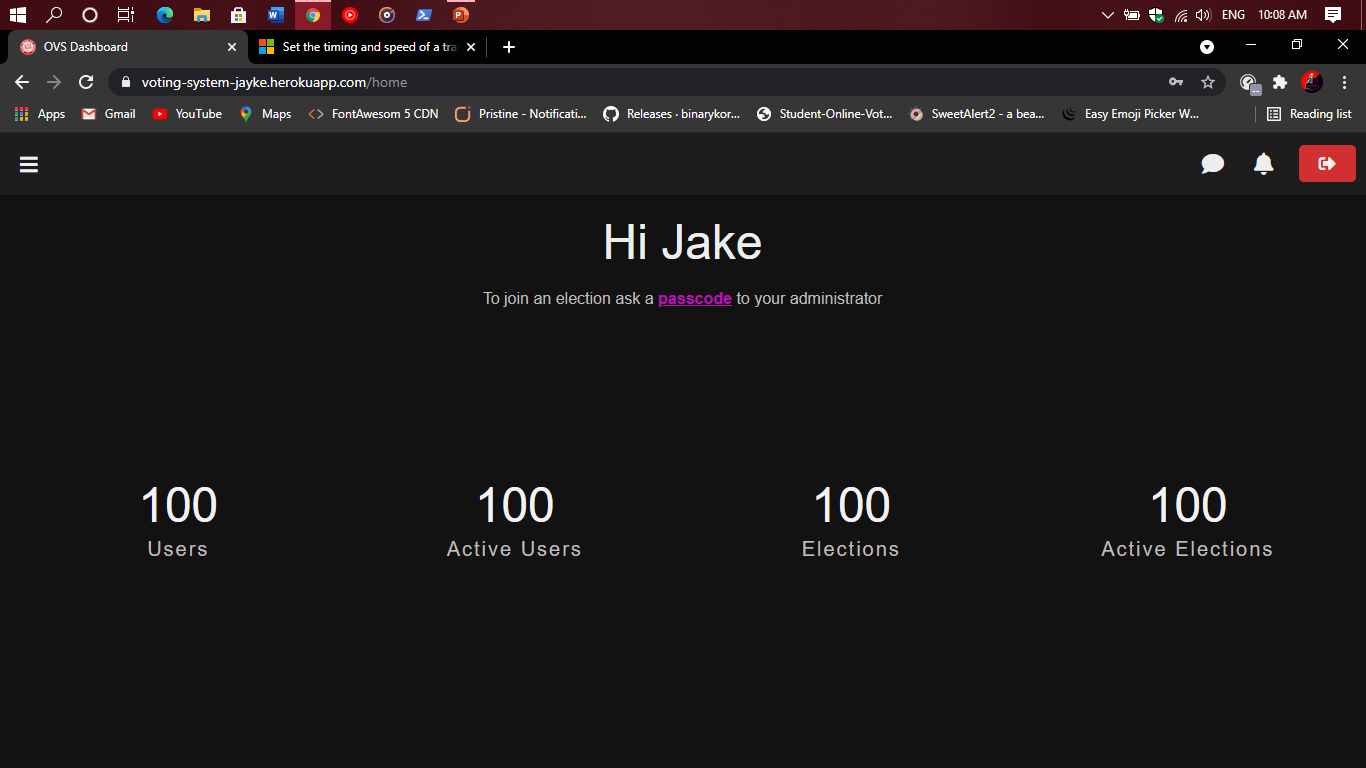 ENG 10:08 AM
OVS Dashboard
Set the timing and speed of a tra
voting-system-jayke.herokuapp.com/home
Apps Gmail YouTube Maps FontAwesom 5 CDN Pristine - Notificati... Releases · binarykor... Student-Online-Vot... SweetAlert2 - a bea... Easy Emoji Picker W... Reading list
Hi Jake
To join an election ask a passcode to your administrator
100 100 100 100
Users Active Users Elections Active Elections